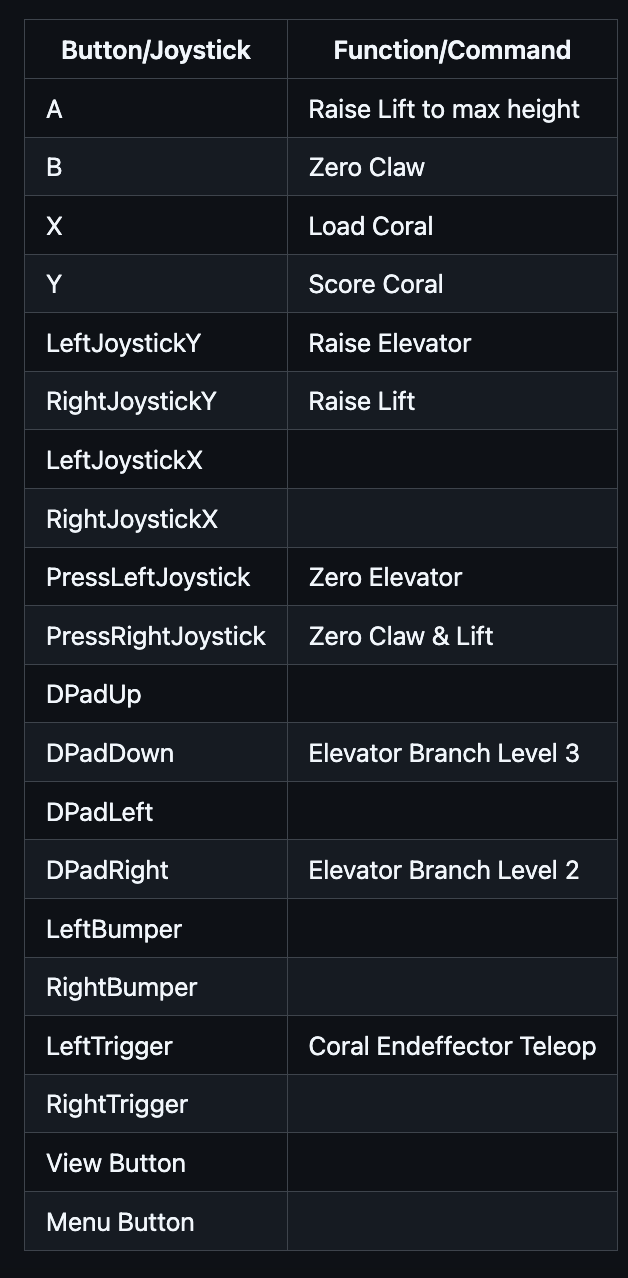 Button/Joystick Function/Command
A Raise Lift to max height
B Zero Claw
X Load Coral
Y Score Coral
LeftJoystickY Raise Elevator
RightJoystickY Raise Lift
LeftJoystickX
RightJoystickX
PressLeftJoystick Zero Elevator
PressRightJoystick Zero Claw & Lift
DPadUp
DPadDown Elevator Branch Level 3
DPadLeft
DPadRight Elevator Branch Level 2
LeftBumper
RightBumper
LeftTrigger Coral Endeffector Teleop
RightTrigger
View Button
Menu Button